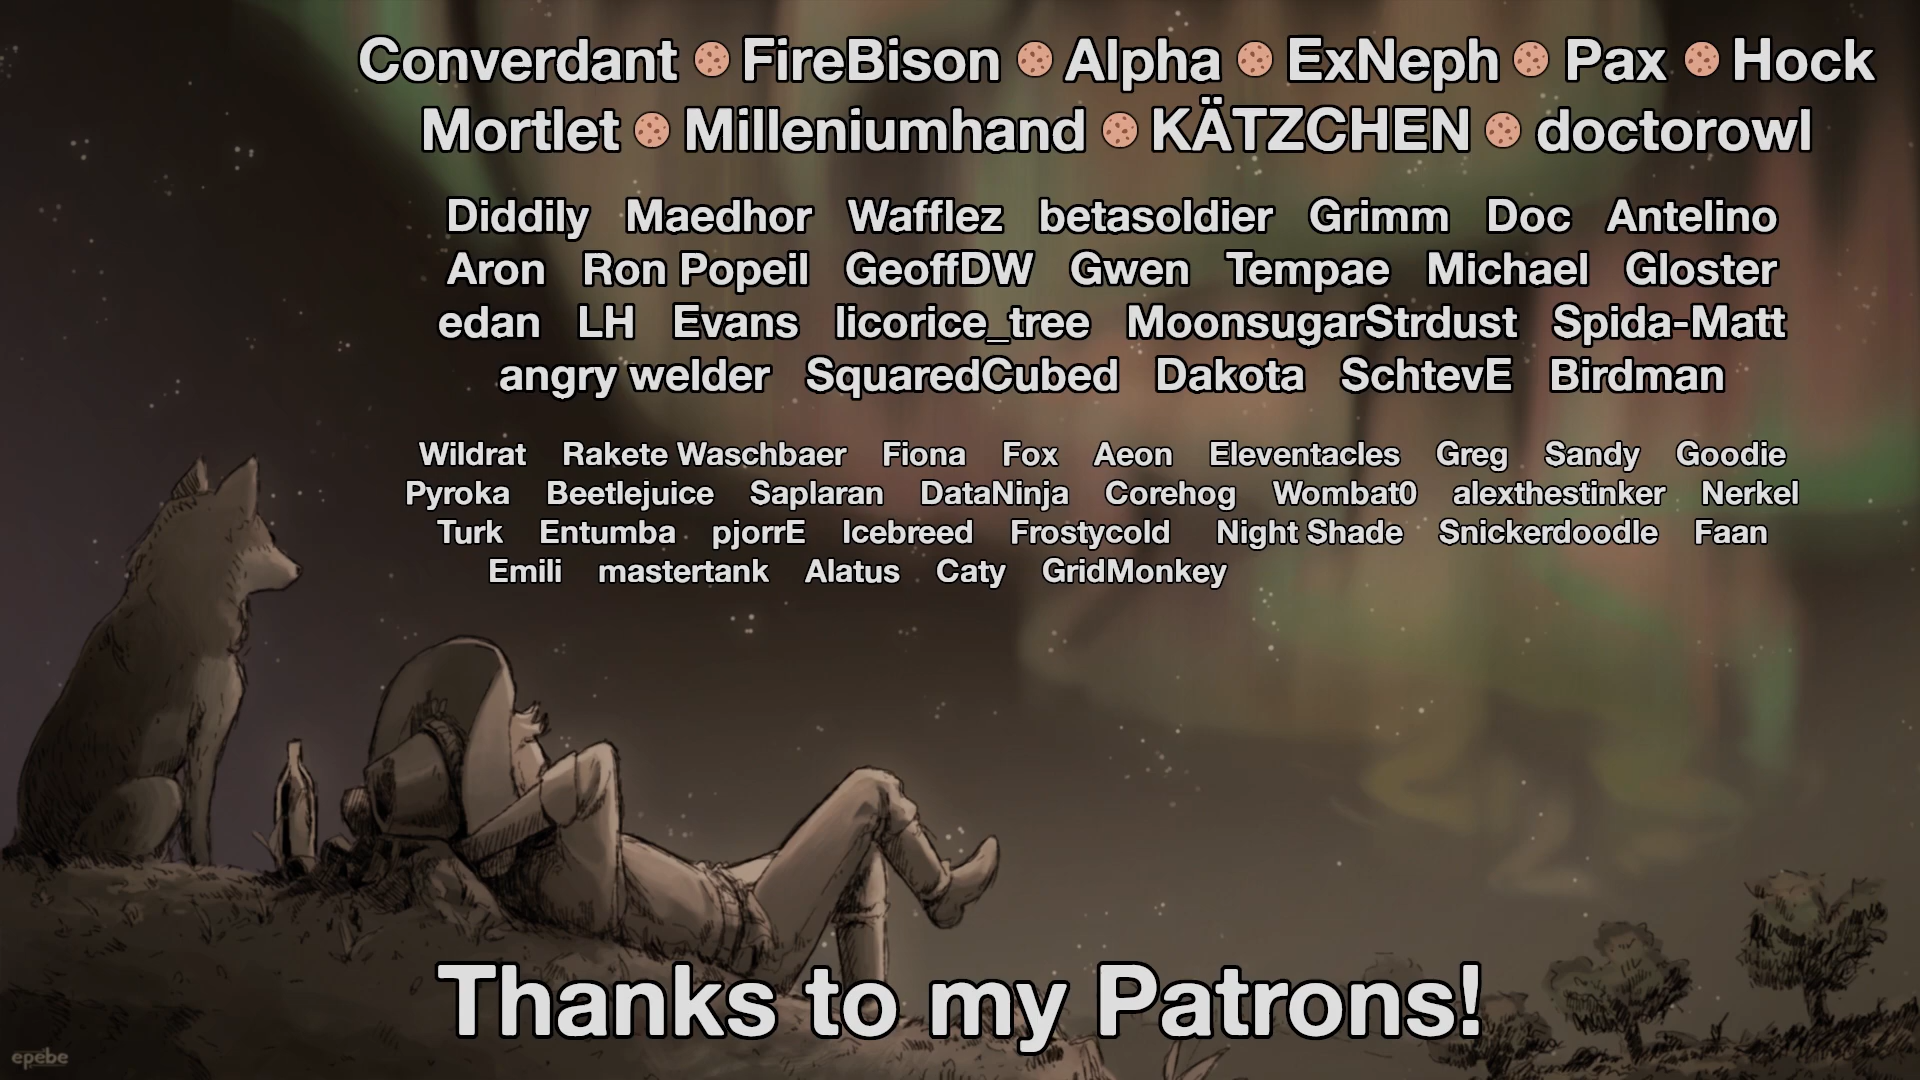 Converdant FireBison Alpha ExNeph Pax Hock
Mortlet Milleniumhand KÄTZCHEN doctorowl
Diddily Maedhor Wafflez betasoldier Grimm Doc Antelino
Aron Ron Popeil GeoffDW Gwen Tempae Michael Gloster
edan LH Evans licorice_tree MoonsugarStrdust Spida-Matt
angry welder SquaredCubed Dakota SchtevE Birdman
Wildrat Rakete Waschbaer Fiona Fox Aeon Eleventacles Greg Sandy Goodie
Pyroka Beetlejuice Saplaran DataNinja Corehog Wombat0 alexthestinker Nerkel
Turk Entumba pjorrE Icebreed Frostycold Night Shade Snickerdoodle Faan
Emili mastertank Alatus Caty GridMonkey
Thanks to my Patrons!
epebe